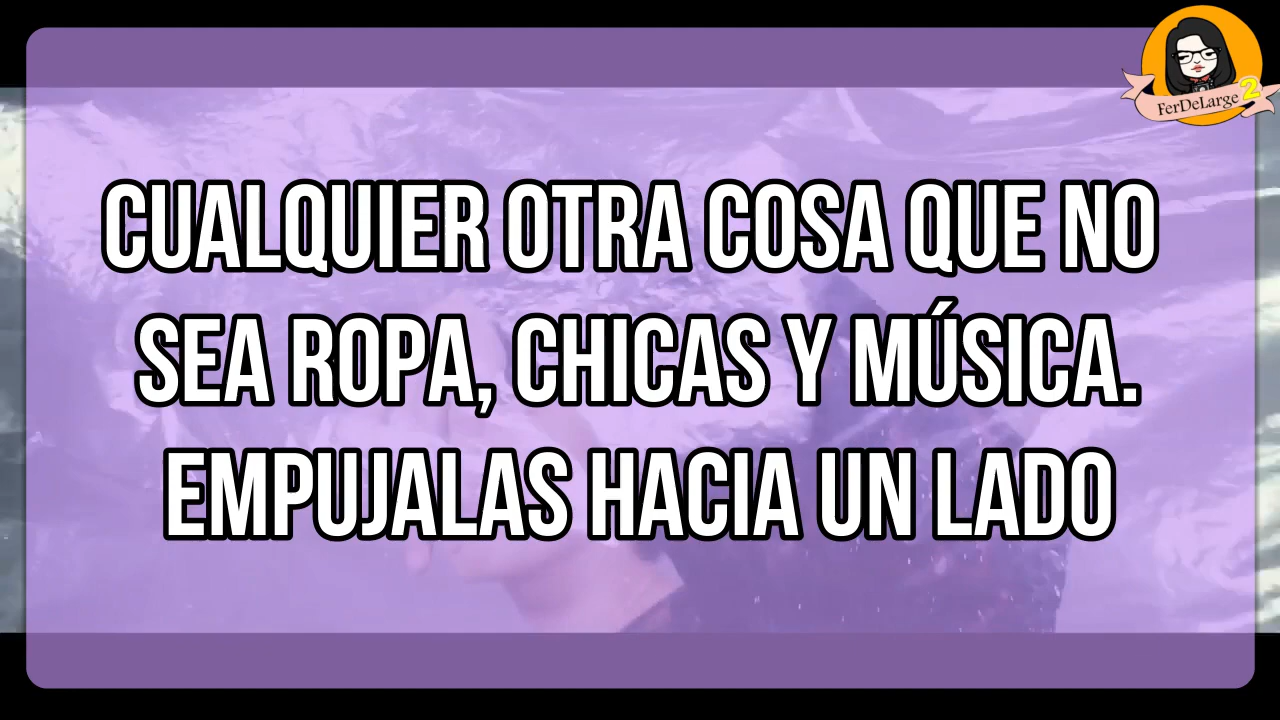 FerDeLarge 2
CUALQUIER OTRA COSA QUE NO
SEA ROPA, CHICAS Y MÚSICA.
EMPUJALAS HACIA UN LADO